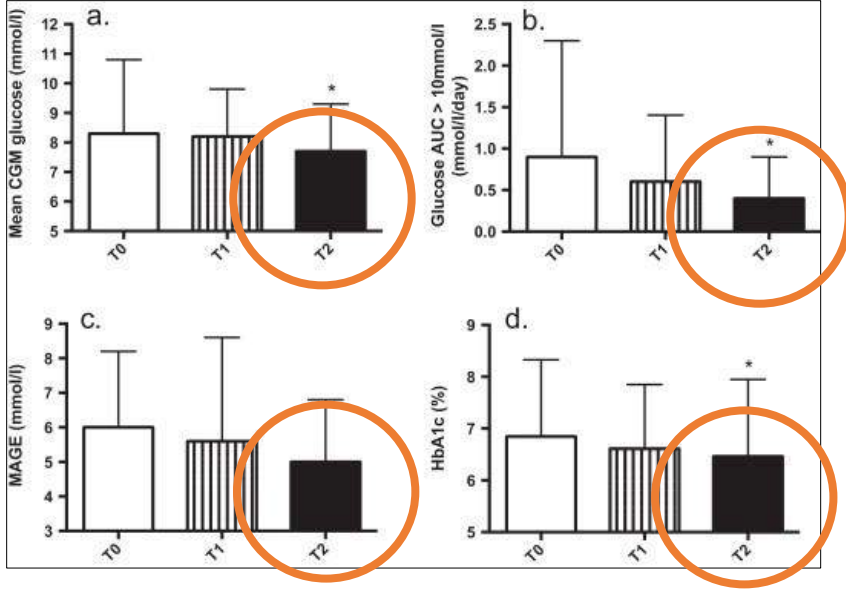 a.
Mean CGM glucose (mmol/l)
12
11
10
9
8
7
6
5
*
T0
T1
T2
b.
Glucose AUC > 10mmol/l
(mmol/l/day)
2.5
2.0
1.5
1.0
0.5
0.0
*
T0
T1
T2
c.
MAGE (mmol/l)
9
8
7
6
5
4
3
T0
T1
T2
d.
HbA1c (%)
9
8
7
6
5
*
T0
T1
T2